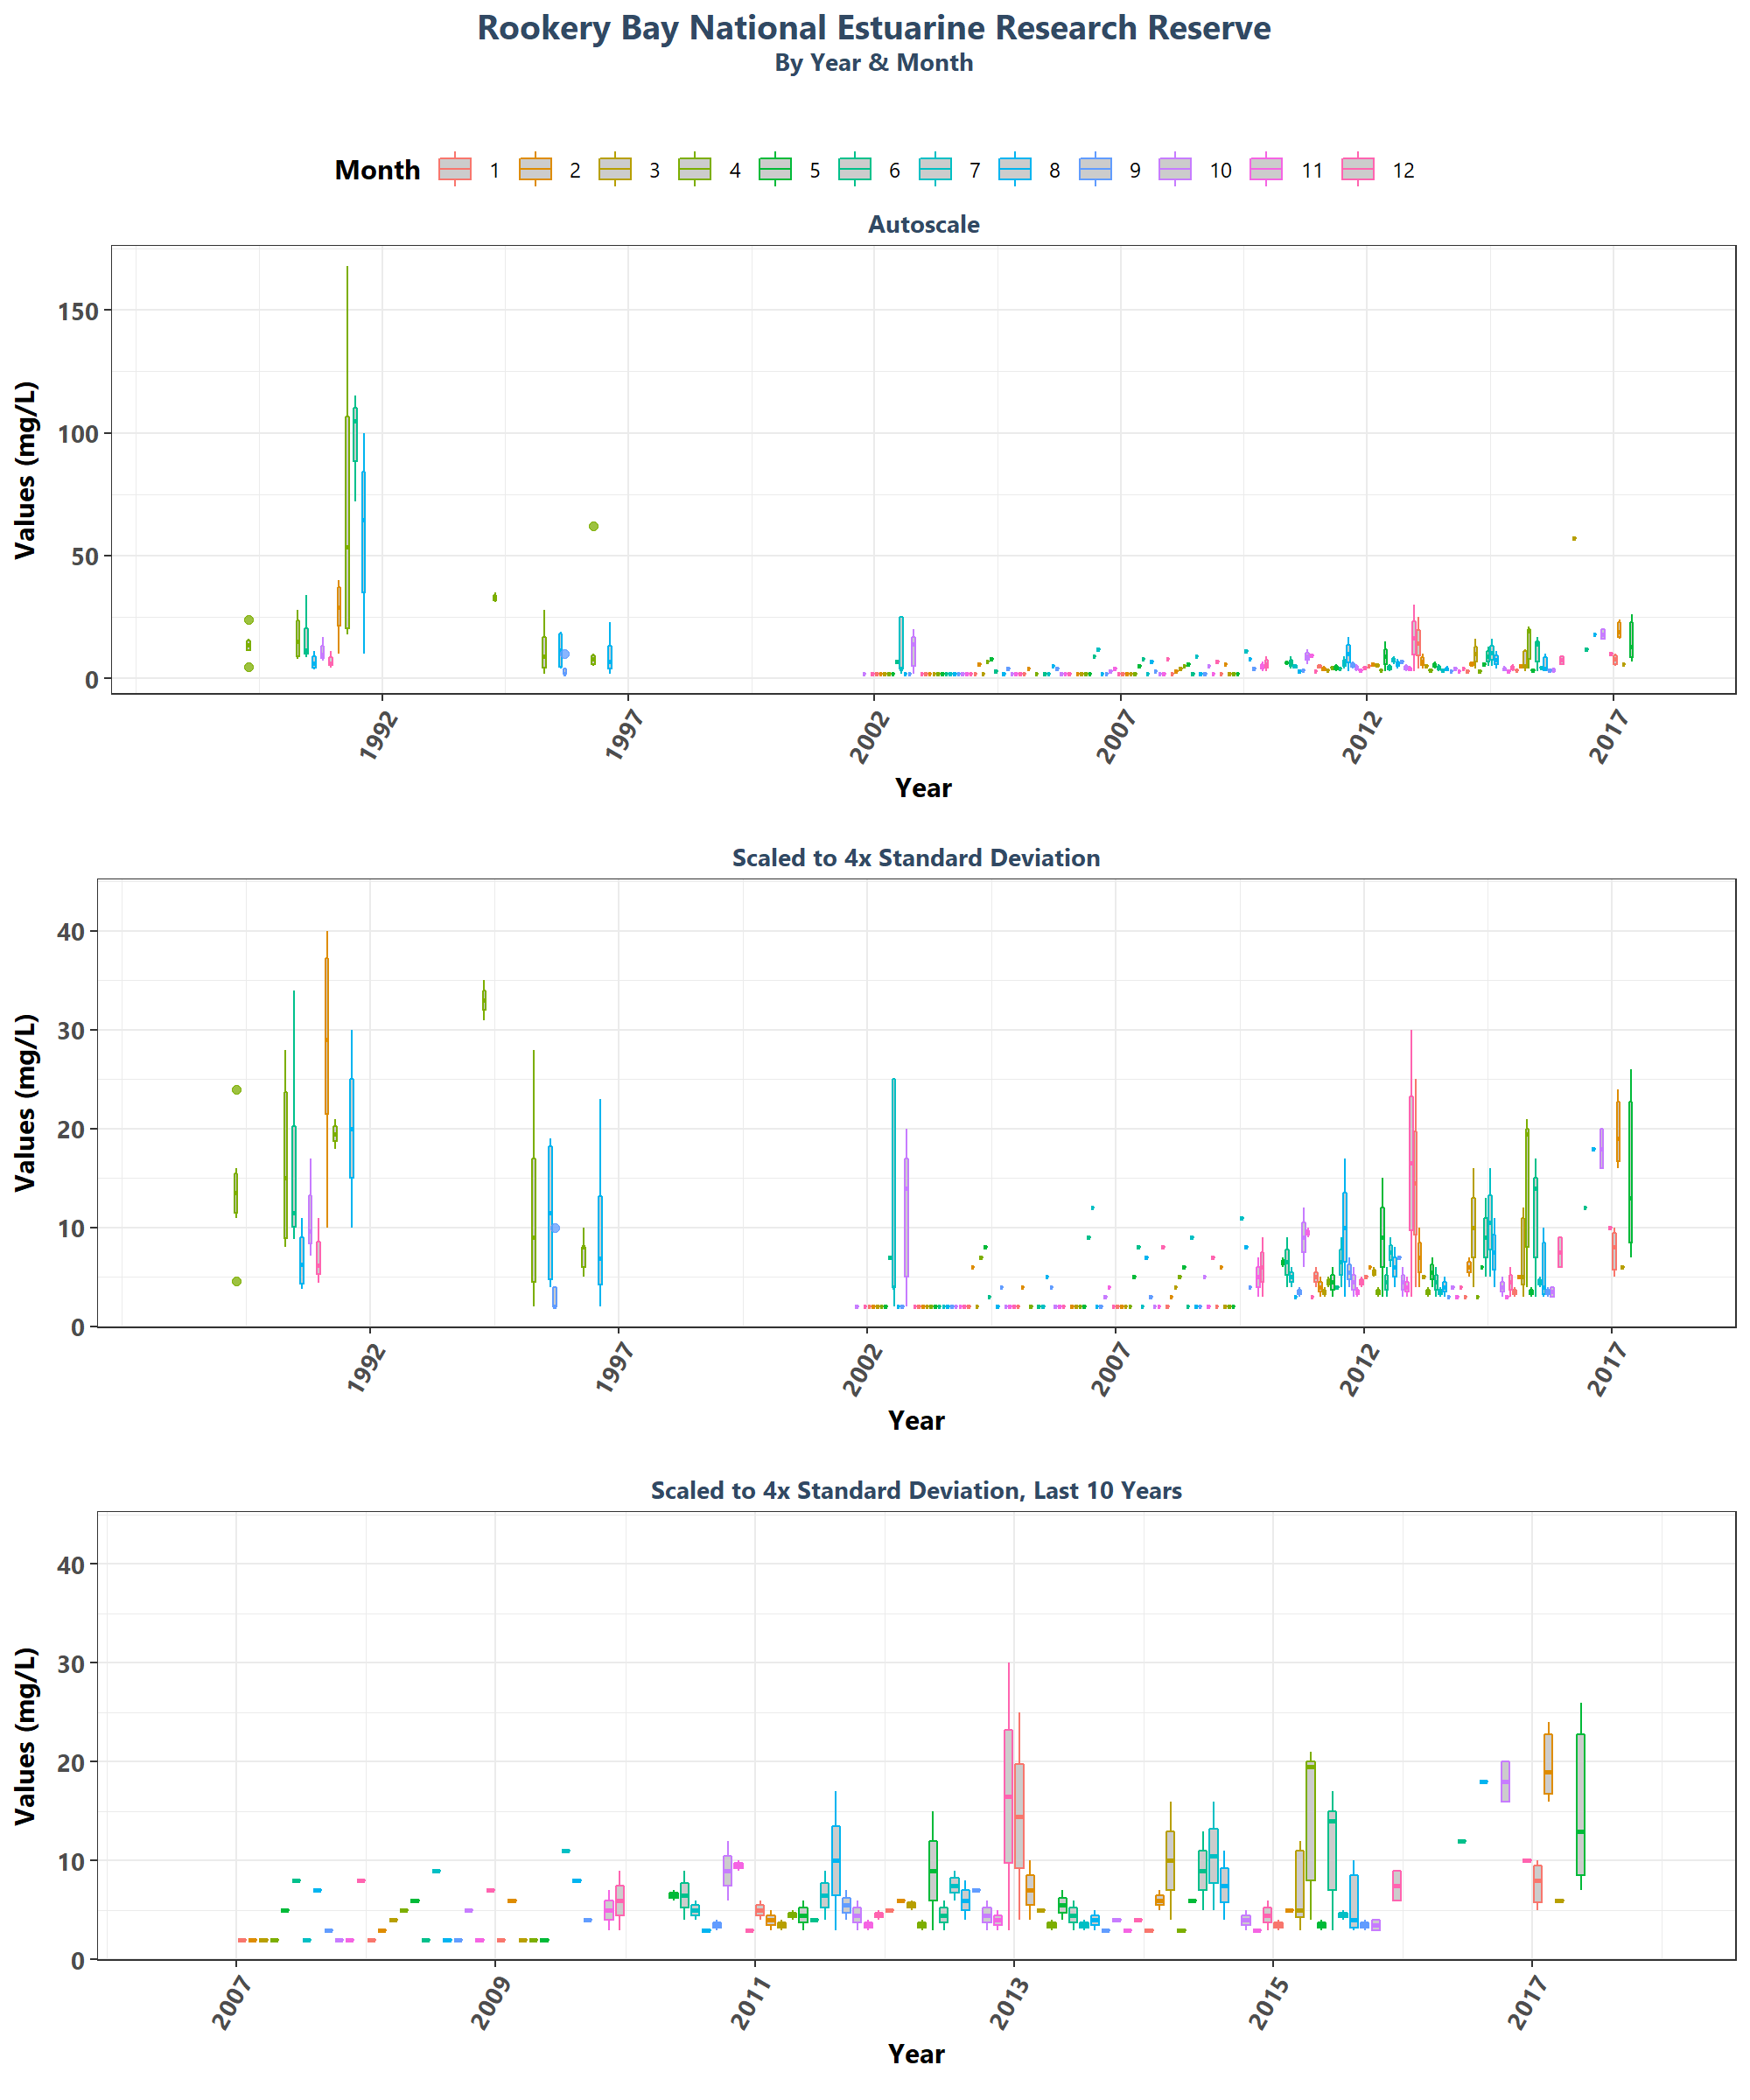 Rookery Bay National Estuarine Research Reserve
By Year & Month
Month 1 2 3 4 5 6 7 8 9 10 11 12
Autoscale
Values (mg/L)
150
100
50
0
1992 1997 2002 2007 2012 2017
Year
Scaled to 4x Standard Deviation
Values (mg/L)
40
30
20
10
0
1992 1997 2002 2007 2012 2017
Year
Scaled to 4x Standard Deviation, Last 10 Years
Values (mg/L)
40
30
20
10
0
2007 2009 2011 2013 2015 2017
Year